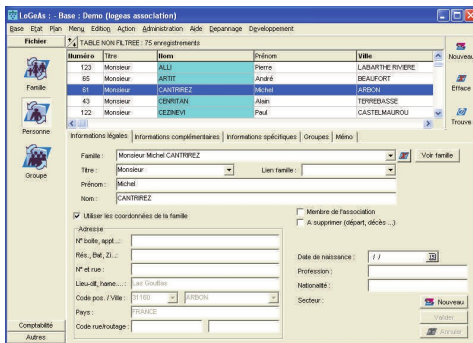 LoGeAs : - Base : Demo (logeas association)
Base Etat Plan Menu Edition Action Administration Aide Depannage Developpement
Fichier
TABLE NON FILTREE : 75 enregistrements
Numéro Titre Nom Prénom Ville
123 Monsieur ALLI Pierre LABARTHE RIVIERE
65 Monsieur ARTIT André BEAUFORT
61 Monsieur CANTRIREZ Michel ARBON
43 Monsieur CENRITAN Alain TERREBASSE
122 Monsieur CEZINEVI Paul CASTELMAUROU
Nouveau
Efface
Trouve
Famille
Personne
Groupe
Comptabilité
Autres
Informations légales Informations complémentaires Informations spécifiques Groupes Mémo
Famille : Monsieur Michel CANTRIREZ Voir famille
Titre : Monsieur Lien famille :
Prénom : Michel
Nom : CANTRIREZ
Utiliser les coordonnées de la famille
Membre de l'association
A supprimer (départ, décès ...)
Adresse
N° boite, appt...:
Rés., Bat, Zi...:
N° et rue :
Lieu-dit, hame....: Las Gouttes
Code pos. / Ville : 31160 ARBON
Pays : FRANCE
Code rue/routage :
Date de naissance : / / 15
Profession :
Nationalité :
Secteur :
Nouveau
Valider
Annuler